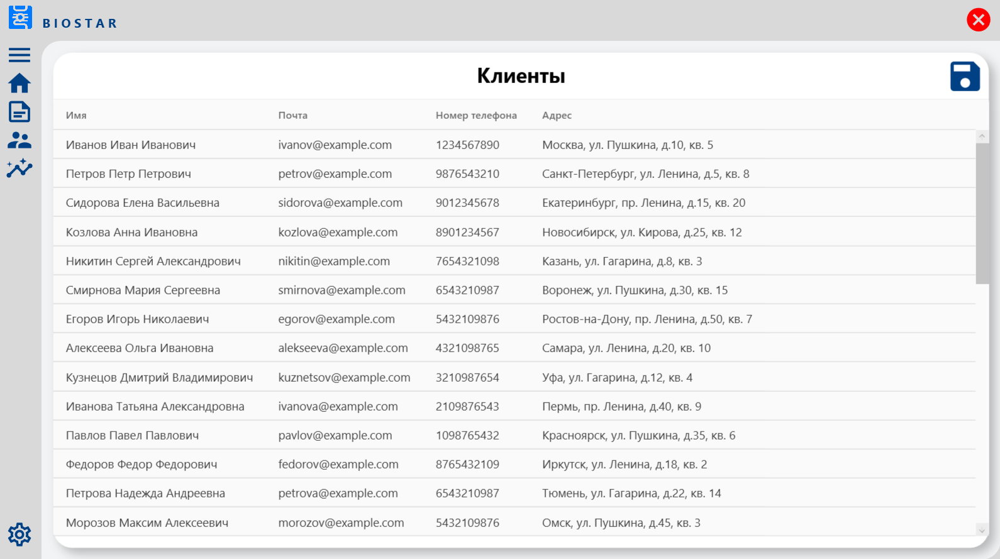 BIOSTAR
Клиенты
Имя Почта Номер телефона Адрес
Иванов Иван Иванович ivanov@example.com 1234567890 Москва, ул. Пушкина, д.10, кв. 5
Петров Петр Петрович petrov@example.com 9876543210 Санкт-Петербург, ул. Ленина, д.5, кв. 8
Сидорова Елена Васильевна sidorova@example.com 9012345678 Екатеринбург, пр. Ленина, д.15, кв. 20
Козлова Анна Ивановна kozlova@example.com 8901234567 Новосибирск, ул. Кирова, д.25, кв. 12
Никитин Сергей Александрович nikitin@example.com 7654321098 Казань, ул. Гагарина, д.8, кв. 3
Смирнова Мария Сергеевна smirnova@example.com 6543210987 Воронеж, ул. Пушкина, д.30, кв. 15
Егоров Игорь Николаевич egorov@example.com 5432109876 Ростов-на-Дону, пр. Ленина, д.50, кв. 7
Алексеева Ольга Ивановна alekseeva@example.com 4321098765 Самара, ул. Ленина, д.20, кв. 10
Кузнецов Дмитрий Владимирович kuznetsov@example.com 3210987654 Уфа, ул. Гагарина, д.12, кв. 4
Иванова Татьяна Александровна ivanova@example.com 2109876543 Пермь, пр. Ленина, д.40, кв. 9
Павлов Павел Павлович pavlov@example.com 1098765432 Красноярск, ул. Пушкина, д.35, кв. 6
Федоров Федор Федорович fedorov@example.com 8765432109 Иркутск, ул. Ленина, д.18, кв. 2
Петрова Надежда Андреевна petrova@example.com 6543210987 Тюмень, ул. Гагарина, д.22, кв. 14
Морозов Максим Алексеевич morozov@example.com 5432109876 Омск, ул. Пушкина, д.45, кв. 3